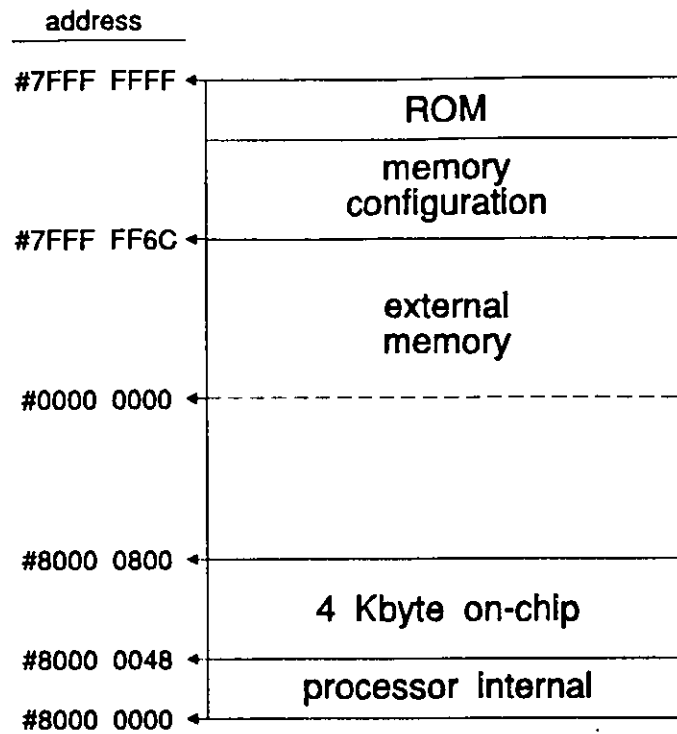 address
#7FFF FFFF
ROM
memory
configuration
#7FFF FF6C
external
memory
#0000 0000
#8000 0800
4 Kbyte on-chip
#8000 0048
processor internal
#8000 0000